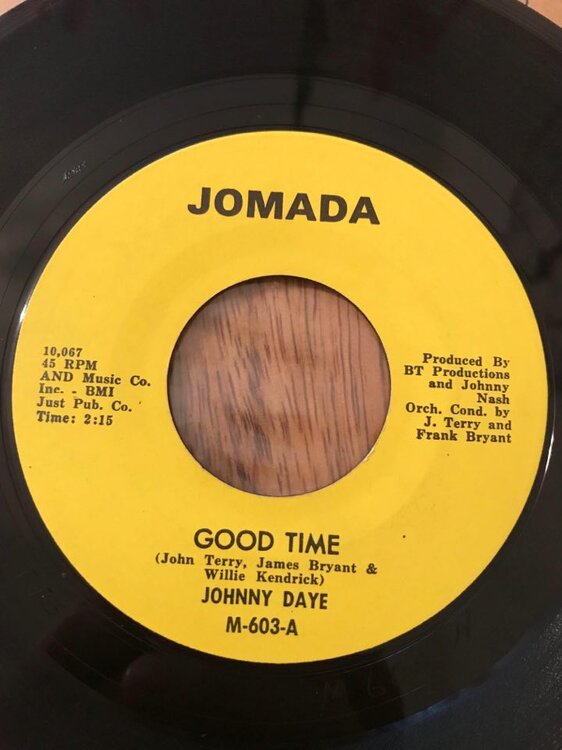 JOMADA
10,067
45 RPM
AND Music Co.
Inc. - BMI
Just Pub. Co.
Time: 2:15
Produced By
BT Productions
and Johnny
Nash
Orch. Cond. by
J. Terry and
Frank Bryant
GOOD TIME
(John Terry, James Bryant &
Willie Kendrick)
JOHNNY DAYE
M-603-A